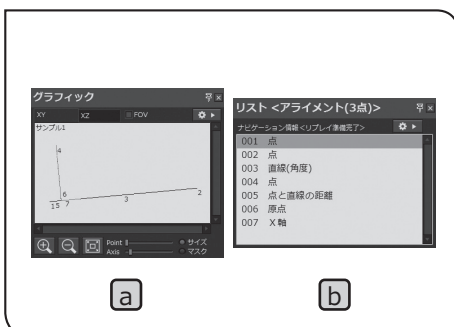 グラフィック
XY XZ FOV
サンプル1
4
6
15 7 3 2
Point サイズ
Axis マスク
a
リスト <アライメント(3点)>
ナビゲーション情報<リプレイ準備完了>
001 点
002 点
003 直線(角度)
004 点
005 点と直線の距離
006 原点
007 X軸
b